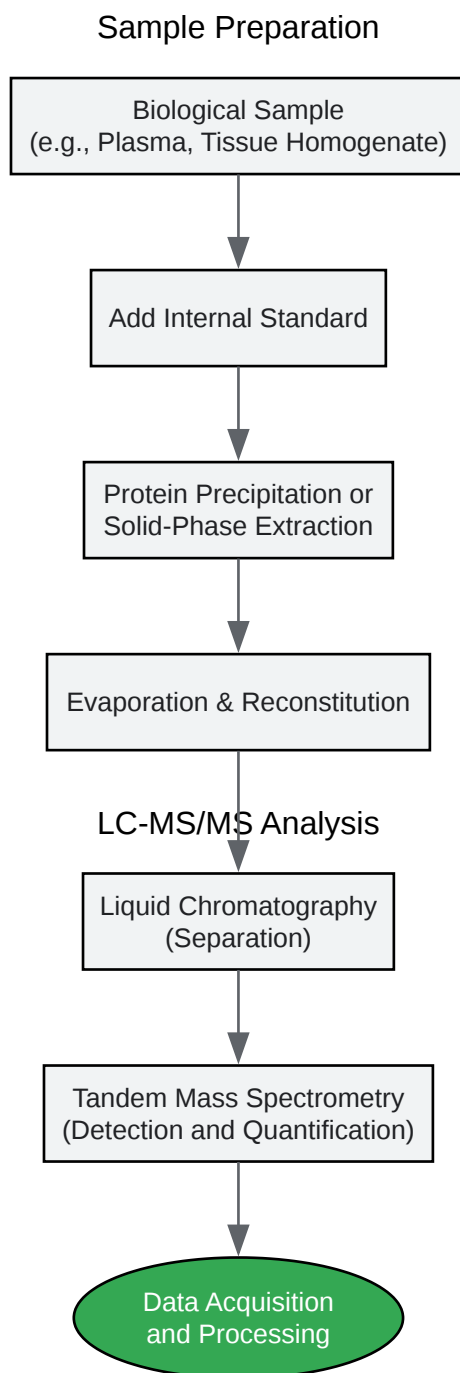 Sample Preparation
Biological Sample
(e.g., Plasma, Tissue Homogenate)
Add Internal Standard
Protein Precipitation or
Solid-Phase Extraction
Evaporation & Reconstitution
LC-MS/MS Analysis
Liquid Chromatography
(Separation)
Tandem Mass Spectrometry
(Detection and Quantification)
Data Acquisition
and Processing